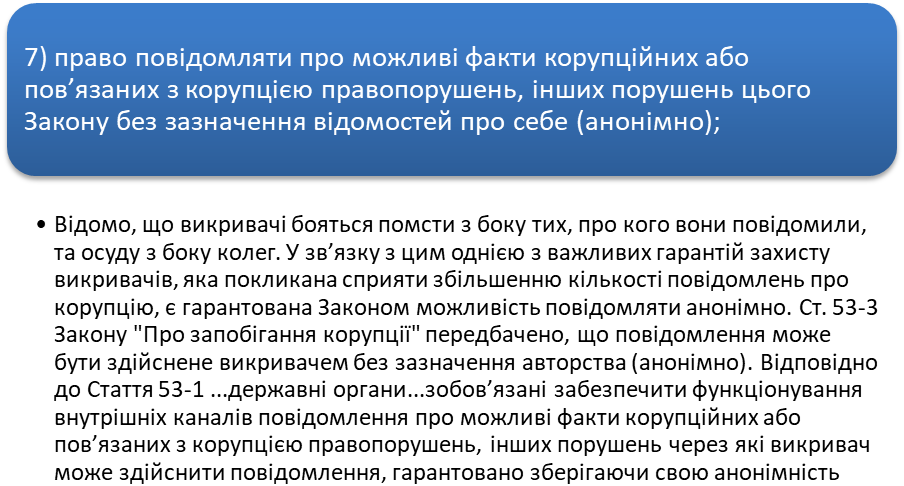 7) право повідомляти про можливі факти корупційних або
пов’язаних з корупцією правопорушень, інших порушень цього
Закону без зазначення відомостей про себе (анонімно);
• Відомо, що викривачі бояться помсти з боку тих, про кого вони повідомили,
та осуду з боку колег. У зв’язку з цим однією з важливих гарантій захисту
викривачів, яка покликана сприяти збільшенню кількості повідомлень про
корупцію, є гарантована Законом можливість повідомляти анонімно. Ст. 53-3
Закону "Про запобігання корупції" передбачено, що повідомлення може
бути здійснене викривачем без зазначення авторства (анонімно). Відповідно
до Стаття 53-1 ...державні органи...зобов’язані забезпечити функціонування
внутрішніх каналів повідомлення про можливі факти корупційних або
пов’язаних з корупцією правопорушень, інших порушень через які викривач
може здійснити повідомлення, гарантовано зберігаючи свою анонімність